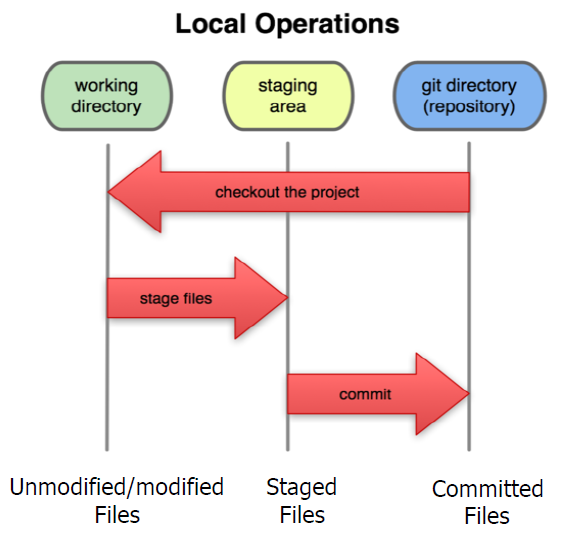 Local Operations
working
directory
staging
area
git directory
(repository)
checkout the project
stage files
commit
Unmodified/modified
Files
Staged
Files
Committed
Files